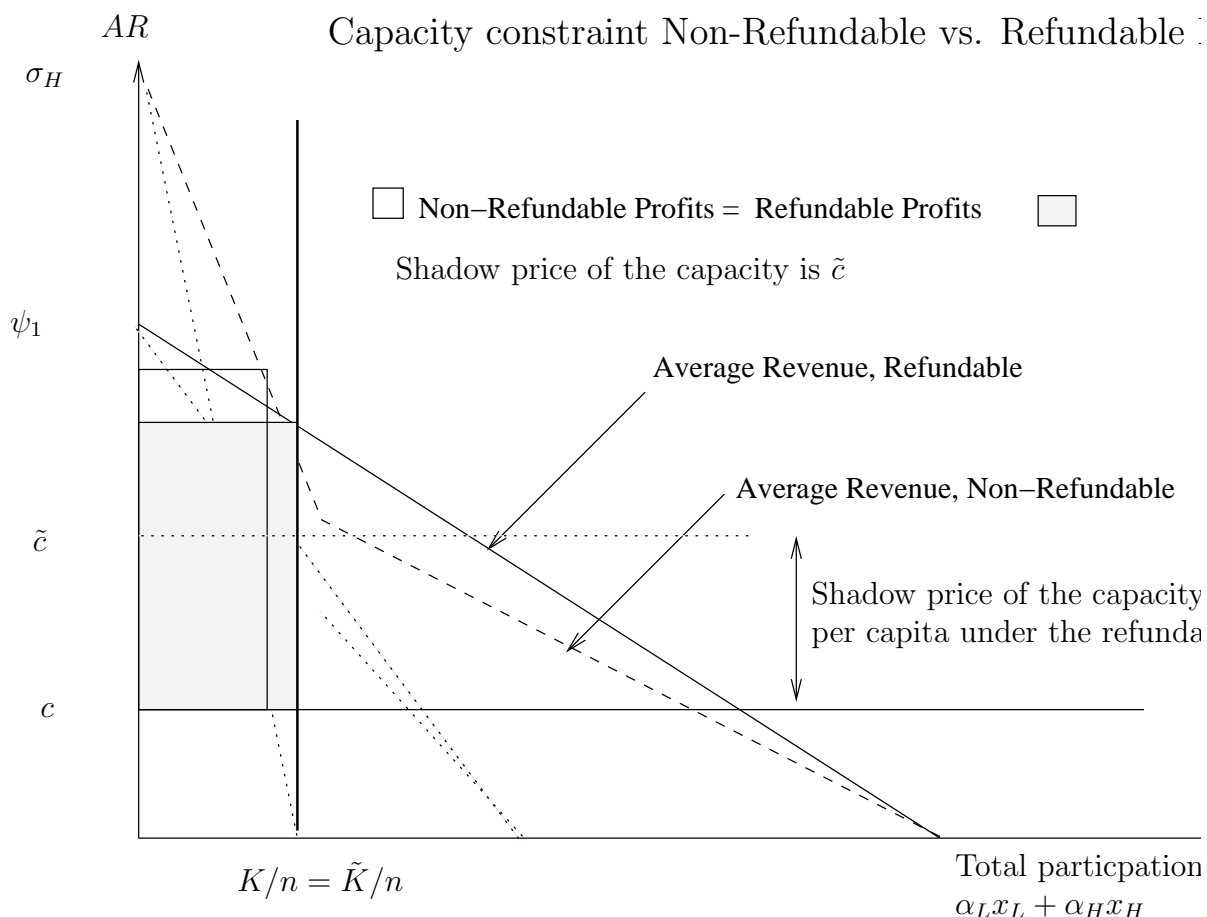 AR
Capacity constraint Non-Refundable vs. Refundable
σ_H
Non−Refundable Profits = Refundable Profits
Shadow price of the capacity is c̃
ψ₁
Average Revenue, Refundable
Average Revenue, Non−Refundable
c̃
Shadow price of the capacity
per capita under the refunda
c
K/n = K̃/n
Total particpation
α_L x_L + α_H x_H